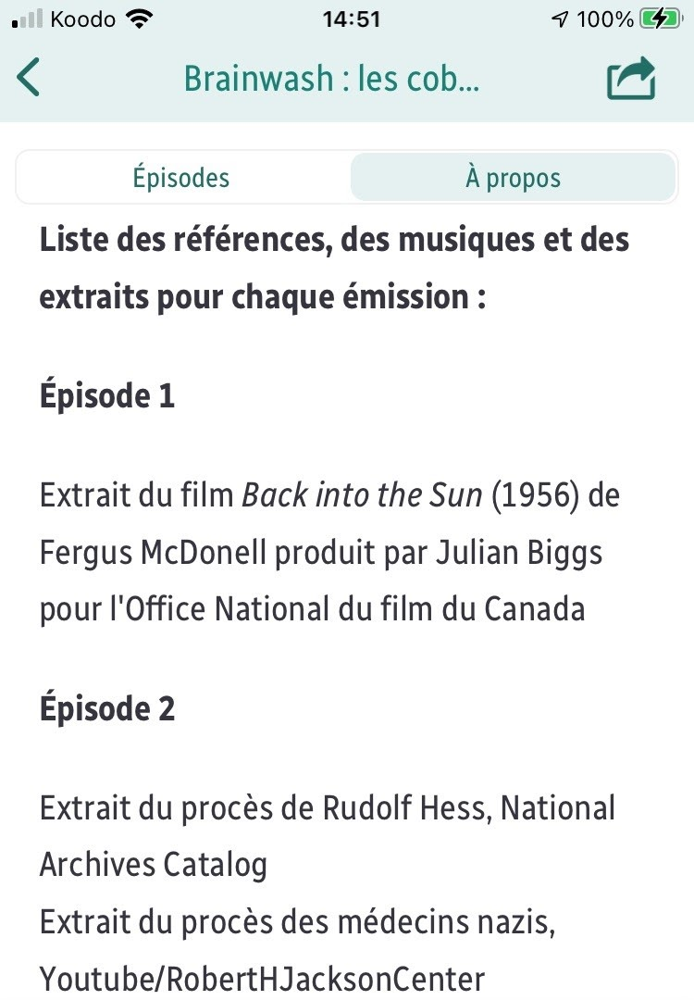 Koodo 14:51 100%
Brainwash : les cob...
Épisodes À propos
Liste des références, des musiques et des
extraits pour chaque émission :
Épisode 1
Extrait du film Back into the Sun (1956) de
Fergus McDonell produit par Julian Biggs
pour l'Office National du film du Canada
Épisode 2
Extrait du procès de Rudolf Hess, National
Archives Catalog
Extrait du procès des médecins nazis,
Youtube/RobertHJacksonCenter